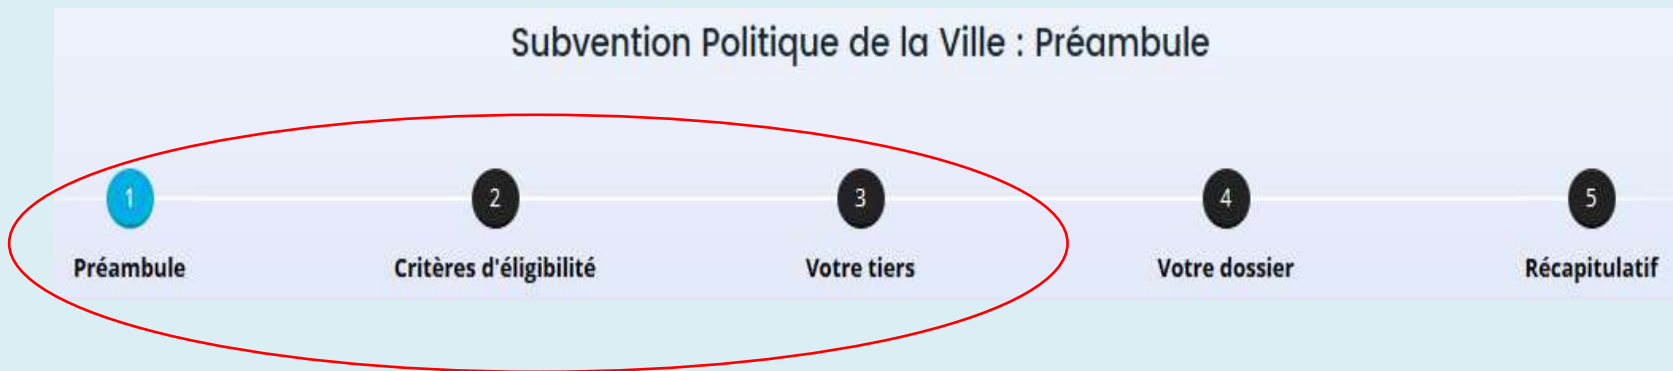 Subvention Politique de la Ville : Préambule
1 2 3 4 5
Préambule Critères d'éligibilité Votre tiers Votre dossier Récapitulatif